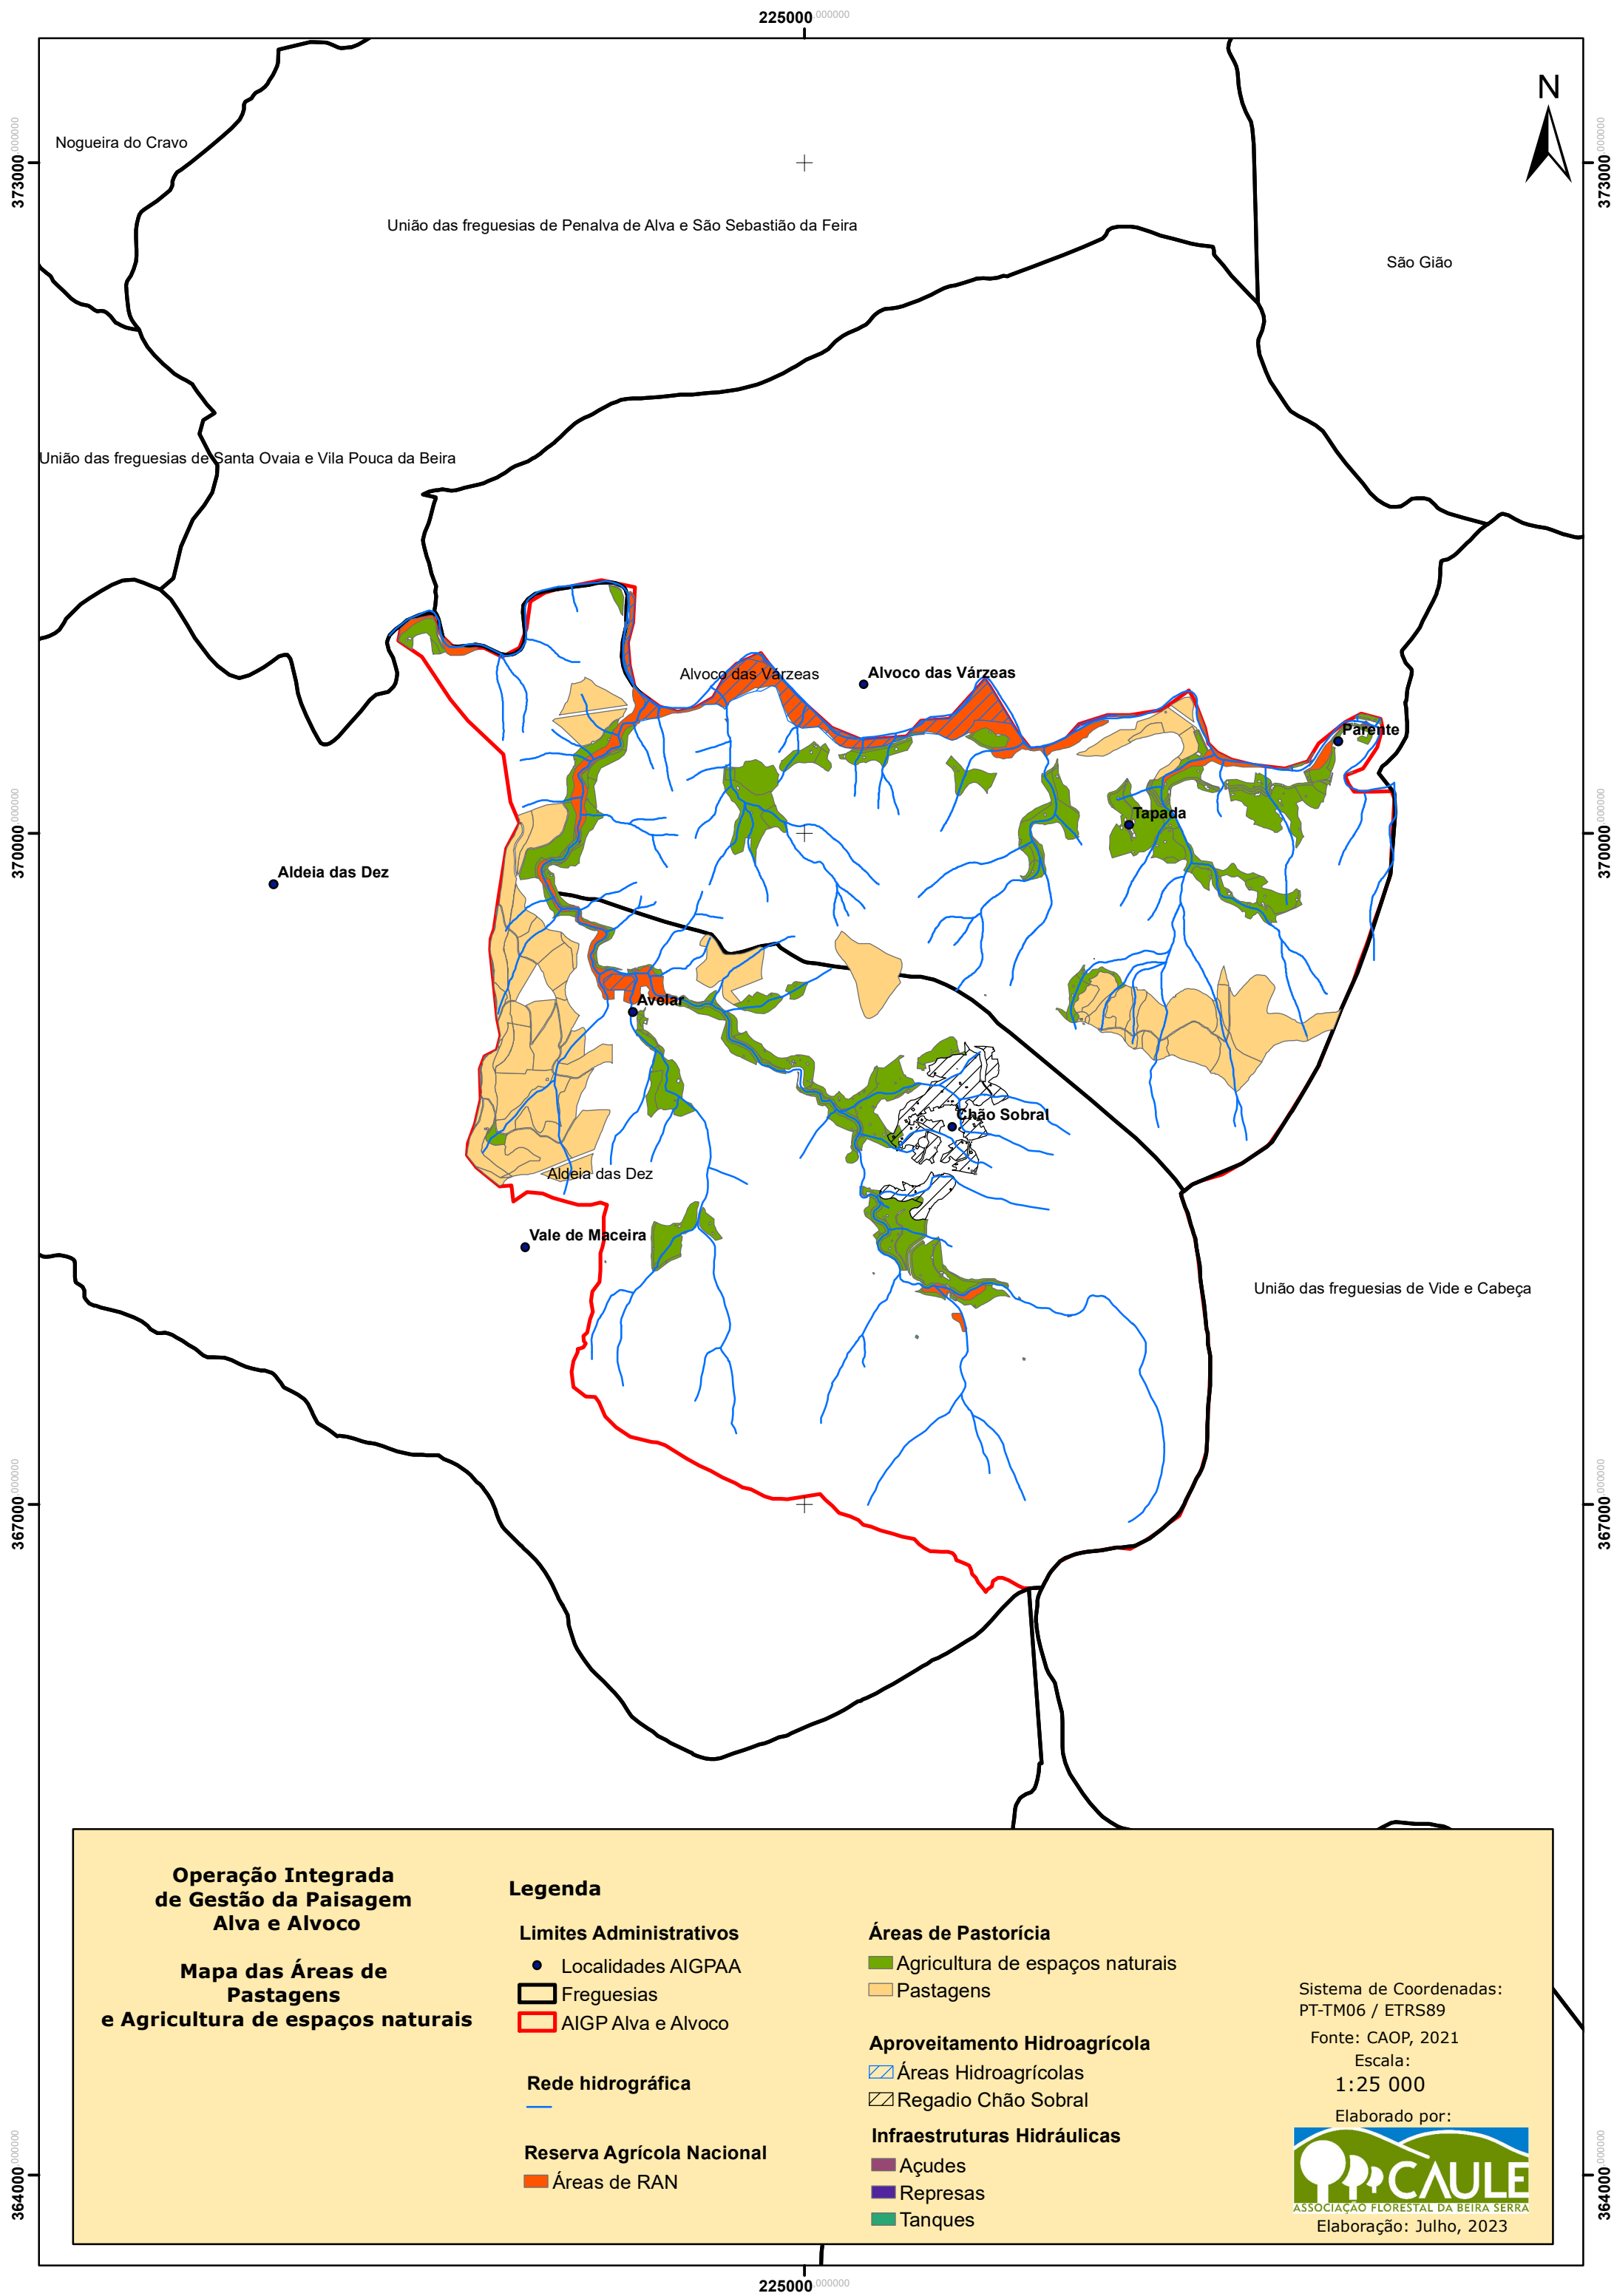 225000,000000
373000,000000
373000,000000
N
Nogueira do Cravo
União das freguesias de Penalva de Alva e São Sebastião da Feira
São Gião
União das freguesias de Santa Ovaia e Vila Pouca da Beira
Alvoco das Várzeas
Alvoco das Várzeas
Parente
Tapada
370000,000000
370000,000000
Aldeia das Dez
Avelar
Chão Sobral
Aldeia das Dez
Vale de Maceira
União das freguesias de Vide e Cabeça
367000,000000
367000,000000
Operação Integrada
de Gestão da Paisagem
Alva e Alvoco
Mapa das Áreas de
Pastagens
e Agricultura de espaços naturais
Legenda
Limites Administrativos
Localidades AIGPAA
Freguesias
AIGP Alva e Alvoco
Rede hidrográfica
Reserva Agrícola Nacional
Áreas de RAN
Áreas de Pastorícia
Agricultura de espaços naturais
Pastagens
Aproveitamento Hidroagrícola
Áreas Hidroagrícolas
Regadio Chão Sobral
Infraestruturas Hidráulicas
Açudes
Represas
Tanques
Sistema de Coordenadas:
PT-TM06 / ETRS89
Fonte: CAOP, 2021
Escala:
1:25 000
Elaborado por:
CAULE
ASSOCIAÇÃO FLORESTAL DA BEIRA SERRA
Elaboração: Julho, 2023
364000,000000
364000,000000
225000,000000